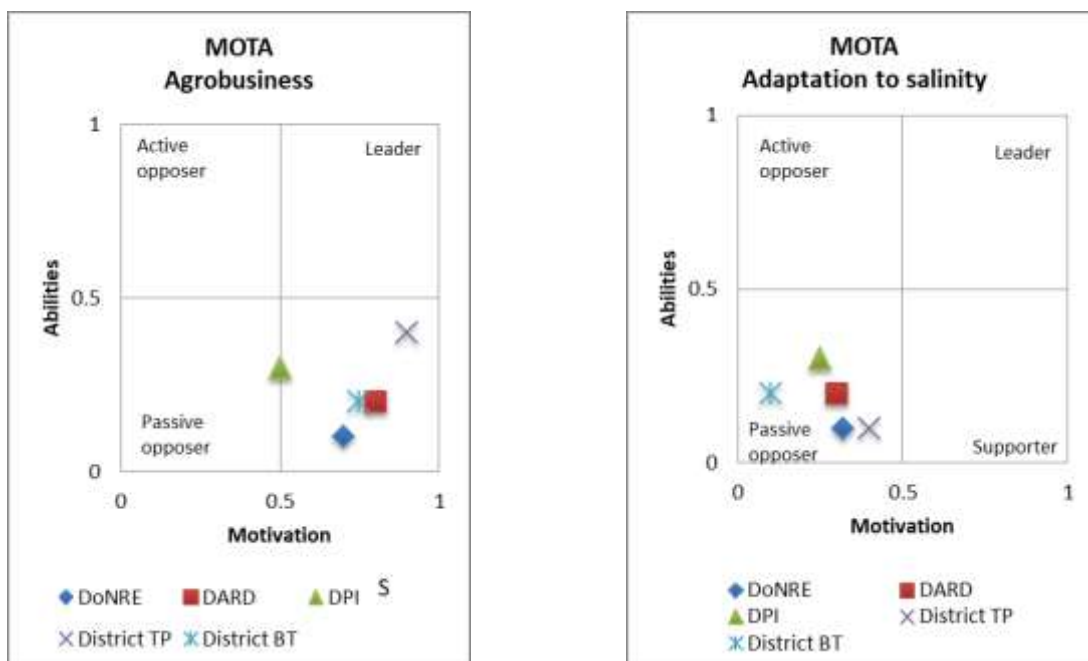 MOTA
Agrobusiness
1
Active
opposer
Leader
Abilities
0.5
Passive
opposer
0
0
0.5
1
Motivation
DoNRE
DARD
DPI
S
District TP
District BT
MOTA
Adaptation to salinity
1
Active
opposer
Leader
Abilities
0.5
Passive
opposer
Supporter
0
0
0.5
1
Motivation
DoNRE
DARD
DPI
District TP
District BT